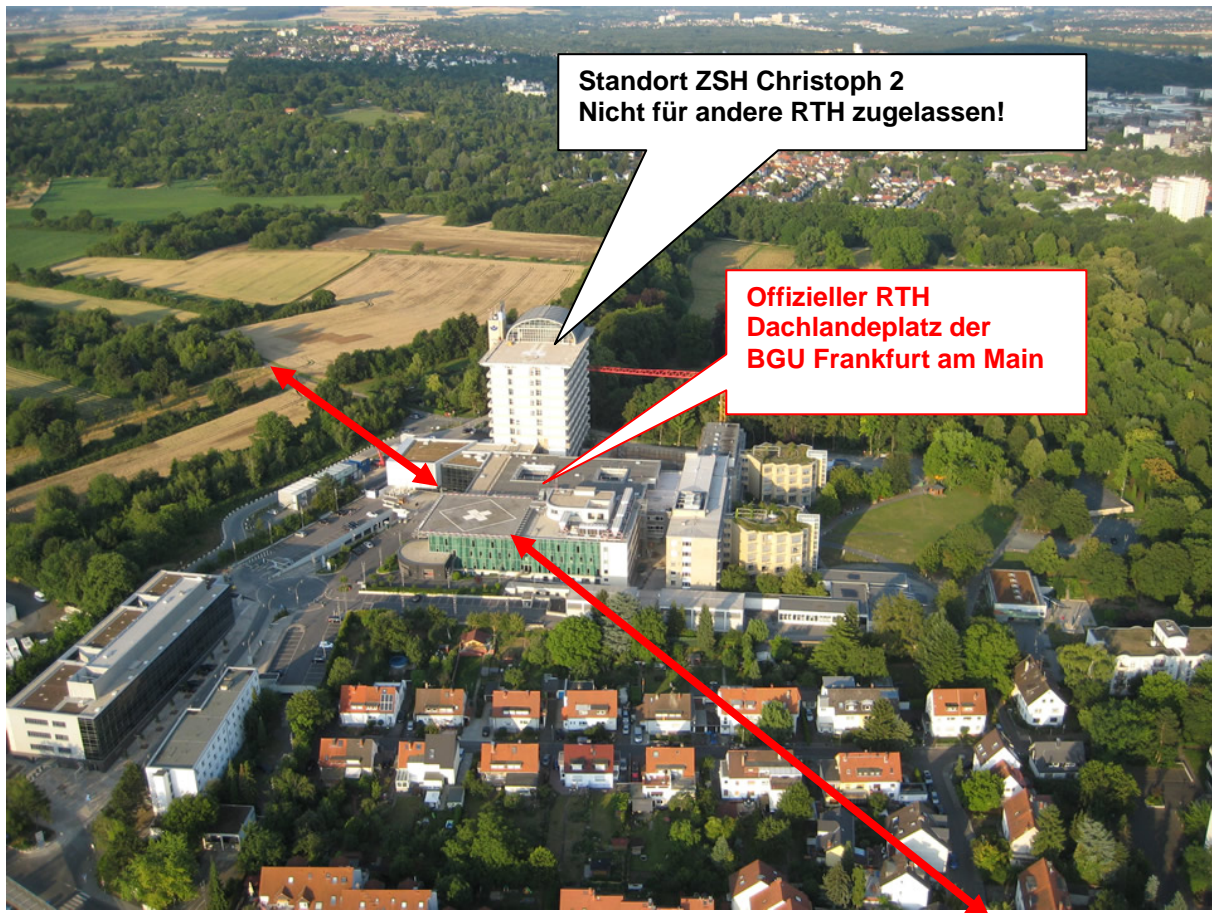 Standort ZSH Christoph 2
Nicht für andere RTH zugelassen!
Offizieller RTH
Dachlandeplatz der
BGU Frankfurt am Main